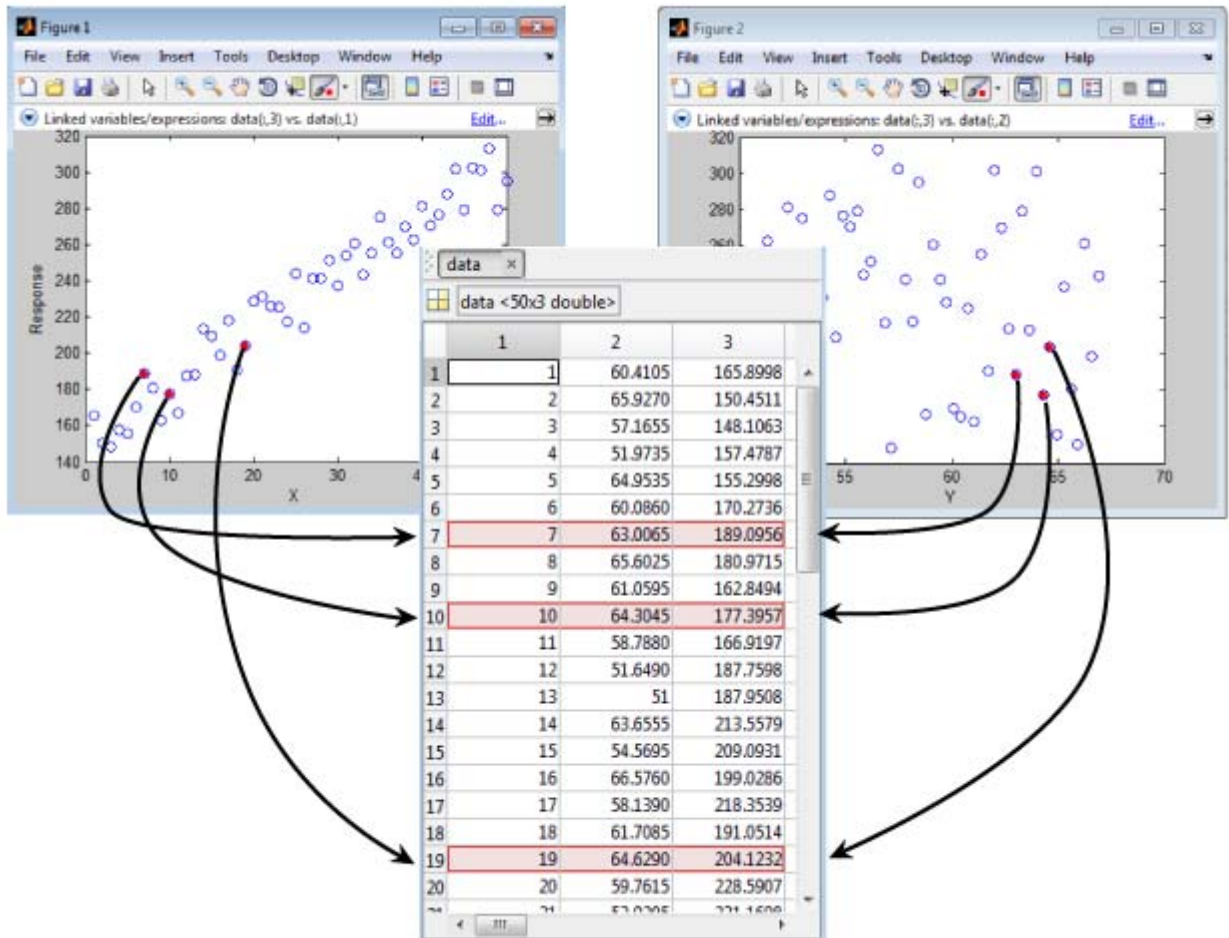 Figure 1
File Edit View Insert Tools Desktop Window Help
Linked variables/expressions: data(:,3) vs. data(:,1) Edit...
320
300
280
260
240
220
200
180
160
140
Response
0 10 20 30 4
X
Figure 2
File Edit View Insert Tools Desktop Window Help
Linked variables/expressions: data(:,3) vs. data(:,2) Edit...
320
300
280
260
55 60 65 70
Y
data
data <50x3 double>
1 2 3
1 1 60.4105 165.8998
2 2 65.9270 150.4511
3 3 57.1655 148.1063
4 4 51.9735 157.4787
5 5 64.9535 155.2998
6 6 60.0860 170.2736
7 7 63.0065 189.0956
8 8 65.6025 180.9715
9 9 61.0595 162.8494
10 10 64.3045 177.3957
11 11 58.7880 166.9197
12 12 51.6490 187.7598
13 13 51 187.9508
14 14 63.6555 213.5579
15 15 54.5695 209.0931
16 16 66.5760 199.0286
17 17 58.1390 218.3539
18 18 61.7085 191.0514
19 19 64.6290 204.1232
20 20 59.7615 228.5907